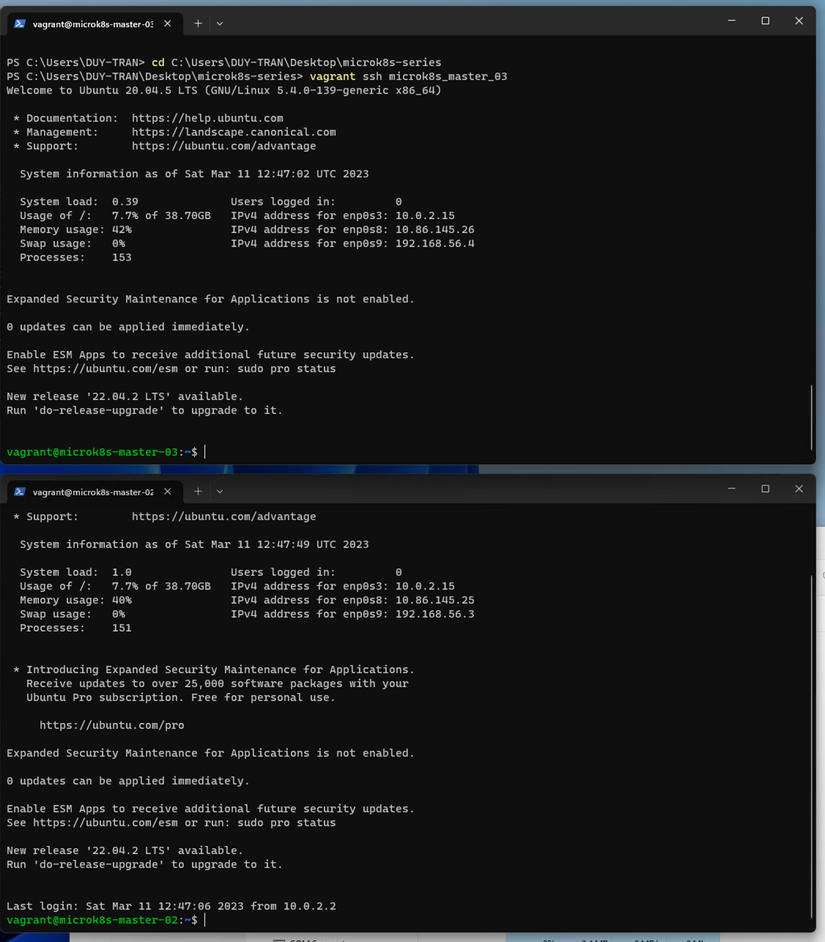 vagrant@microk8s-master-03
PS C:\Users\DUY-TRAN> cd C:\Users\DUY-TRAN\Desktop\microk8s-series
PS C:\Users\DUY-TRAN\Desktop\microk8s-series> vagrant ssh microk8s_master_03
Welcome to Ubuntu 20.04.5 LTS (GNU/Linux 5.4.0-139-generic x86_64)
* Documentation:  https://help.ubuntu.com
* Management:     https://landscape.canonical.com
* Support:        https://ubuntu.com/advantage
System information as of Sat Mar 11 12:47:02 UTC 2023
System load:  0.39              Users logged in:         0
Usage of /:   7.7% of 38.70GB   IPv4 address for enp0s3: 10.0.2.15
Memory usage: 42%               IPv4 address for enp0s8: 10.86.145.26
Swap usage:   0%                IPv4 address for enp0s9: 192.168.56.4
Processes:    153
Expanded Security Maintenance for Applications is not enabled.
0 updates can be applied immediately.
Enable ESM Apps to receive additional future security updates.
See https://ubuntu.com/esm or run: sudo pro status
New release '22.04.2 LTS' available.
Run 'do-release-upgrade' to upgrade to it.
vagrant@microk8s-master-03:~$
vagrant@microk8s-master-02
* Support:        https://ubuntu.com/advantage
System information as of Sat Mar 11 12:47:49 UTC 2023
System load:  1.0               Users logged in:         0
Usage of /:   7.7% of 38.70GB   IPv4 address for enp0s3: 10.0.2.15
Memory usage: 40%               IPv4 address for enp0s8: 10.86.145.25
Swap usage:   0%                IPv4 address for enp0s9: 192.168.56.3
Processes:    151
* Introducing Expanded Security Maintenance for Applications.
Receive updates to over 25,000 software packages with your
Ubuntu Pro subscription. Free for personal use.
https://ubuntu.com/pro
Expanded Security Maintenance for Applications is not enabled.
0 updates can be applied immediately.
Enable ESM Apps to receive additional future security updates.
See https://ubuntu.com/esm or run: sudo pro status
New release '22.04.2 LTS' available.
Run 'do-release-upgrade' to upgrade to it.
Last login: Sat Mar 11 12:47:06 2023 from 10.0.2.2
vagrant@microk8s-master-02:~$